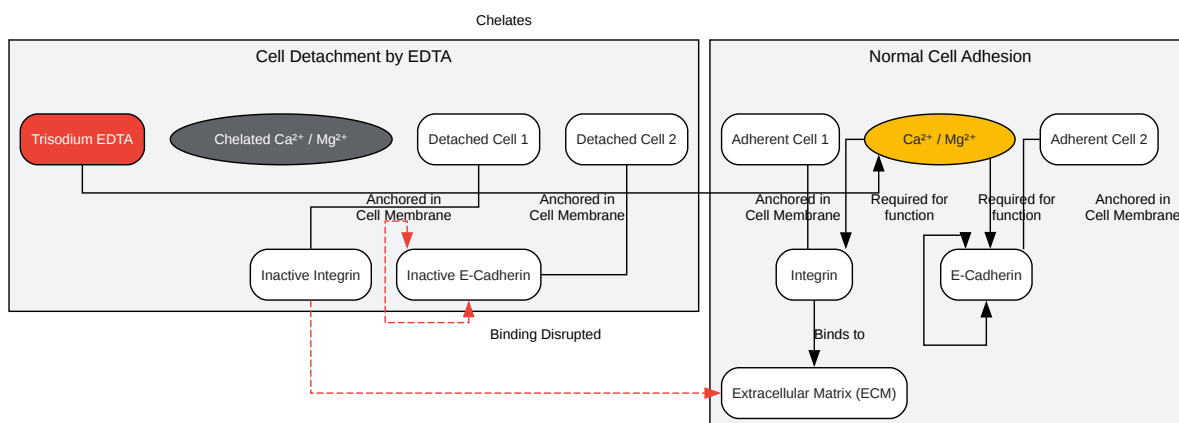 Chelates
Cell Detachment by EDTA
Normal Cell Adhesion
Trisodium EDTA
Chelated Ca²⁺ / Mg²⁺
Detached Cell 1
Detached Cell 2
Adherent Cell 1
Ca²⁺ / Mg²⁺
Adherent Cell 2
Anchored in
Cell Membrane
Anchored in
Cell Membrane
Anchored in
Cell Membrane
Required for
function
Required for
function
Anchored in
Cell Membrane
Inactive Integrin
Inactive E-Cadherin
Integrin
E-Cadherin
Binding Disrupted
Binds to
Extracellular Matrix (ECM)